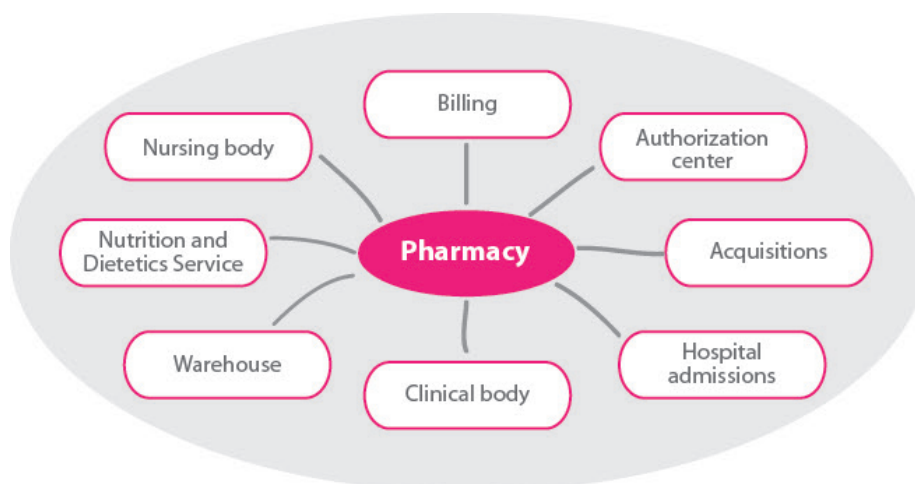 Billing
Nursing body
Authorization
center
Nutrition and
Dietetics Service
Pharmacy
Acquisitions
Warehouse
Hospital
admissions
Clinical body